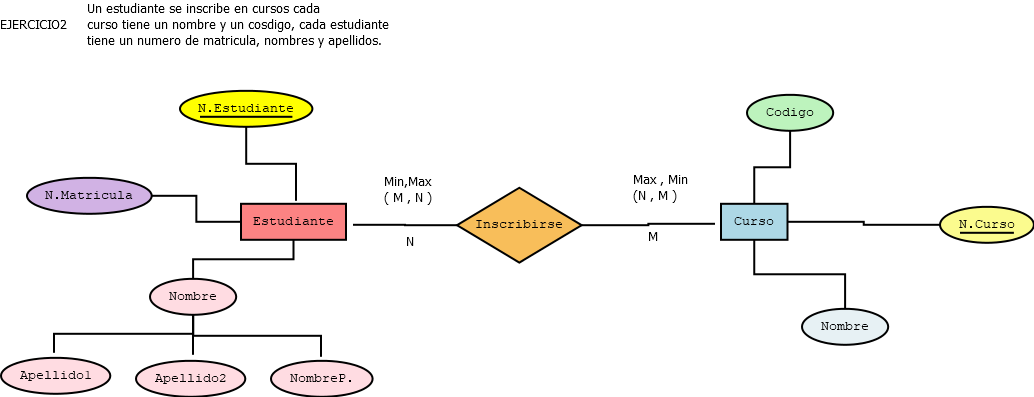 Un estudiante se inscribe en cursos cada
EJERCICIO2 curso tiene un nombre y un cosdigo, cada estudiante
tiene un numero de matricula, nombres y apellidos.
N.Estudiante
Codigo
Min,Max
( M , N )
Max , Min
(N , M )
N.Matricula
Estudiante
Inscribirse
Curso
N.Curso
N
M
Nombre
Nombre
Apellido1
Apellido2
NombreP.